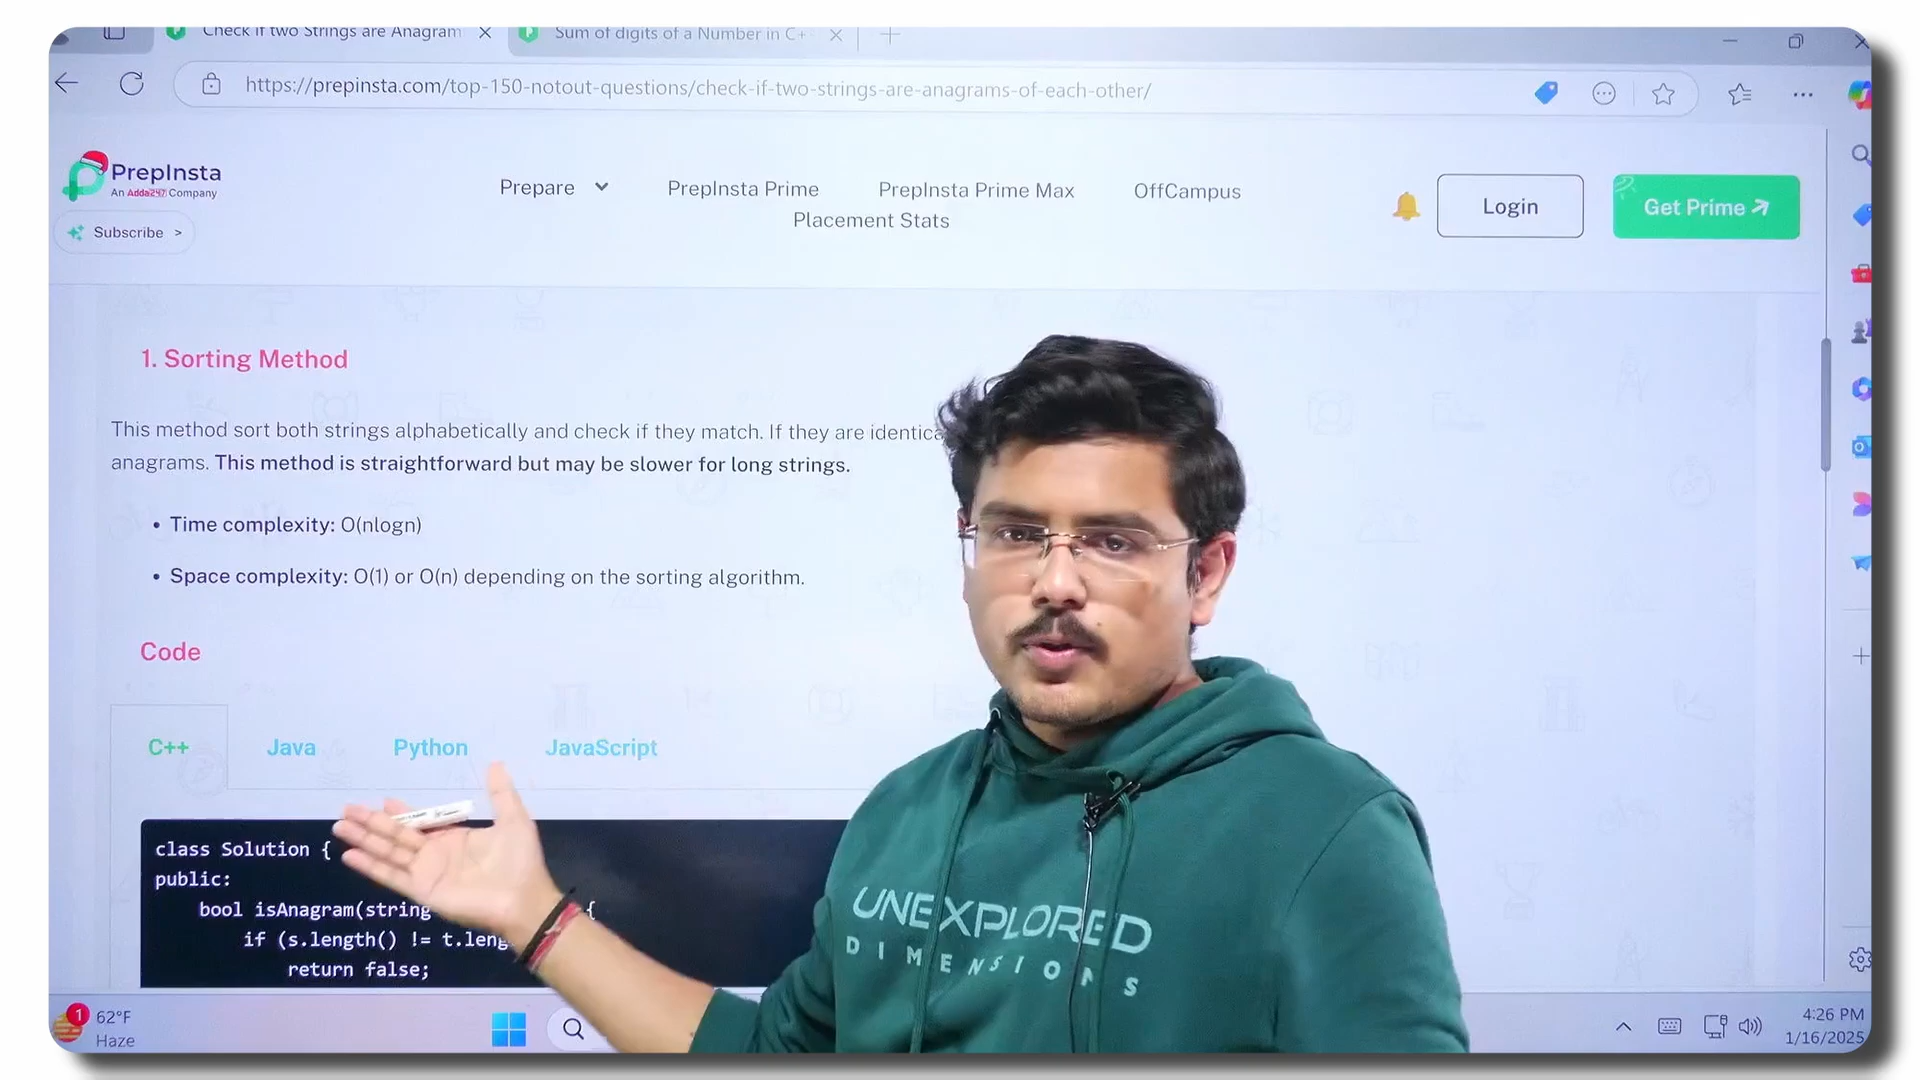 Check if two Strings are Anagram
Sum of digits of a Number in C+
https://prepinsta.com/top-150-notout-questions/check-if-two-strings-are-anagrams-of-each-other/
PrepInsta
An Adda247 Company
Subscribe >
Prepare
PrepInsta Prime
PrepInsta Prime Max
OffCampus
Placement Stats
Login
Get Prime
1. Sorting Method
This method sort both strings alphabetically and check if they match. If they are identica
anagrams. This method is straightforward but may be slower for long strings.
• Time complexity: O(nlogn)
• Space complexity: O(1) or O(n) depending on the sorting algorithm.
Code
C++
Java
Python
JavaScript
class Solution {
public:
bool isAnagram(string {
if (s.length() != t.leng
return false;
UNEXPLORED
DIMENSIONS
1
62°F
Haze
4:26 PM
1/16/2025